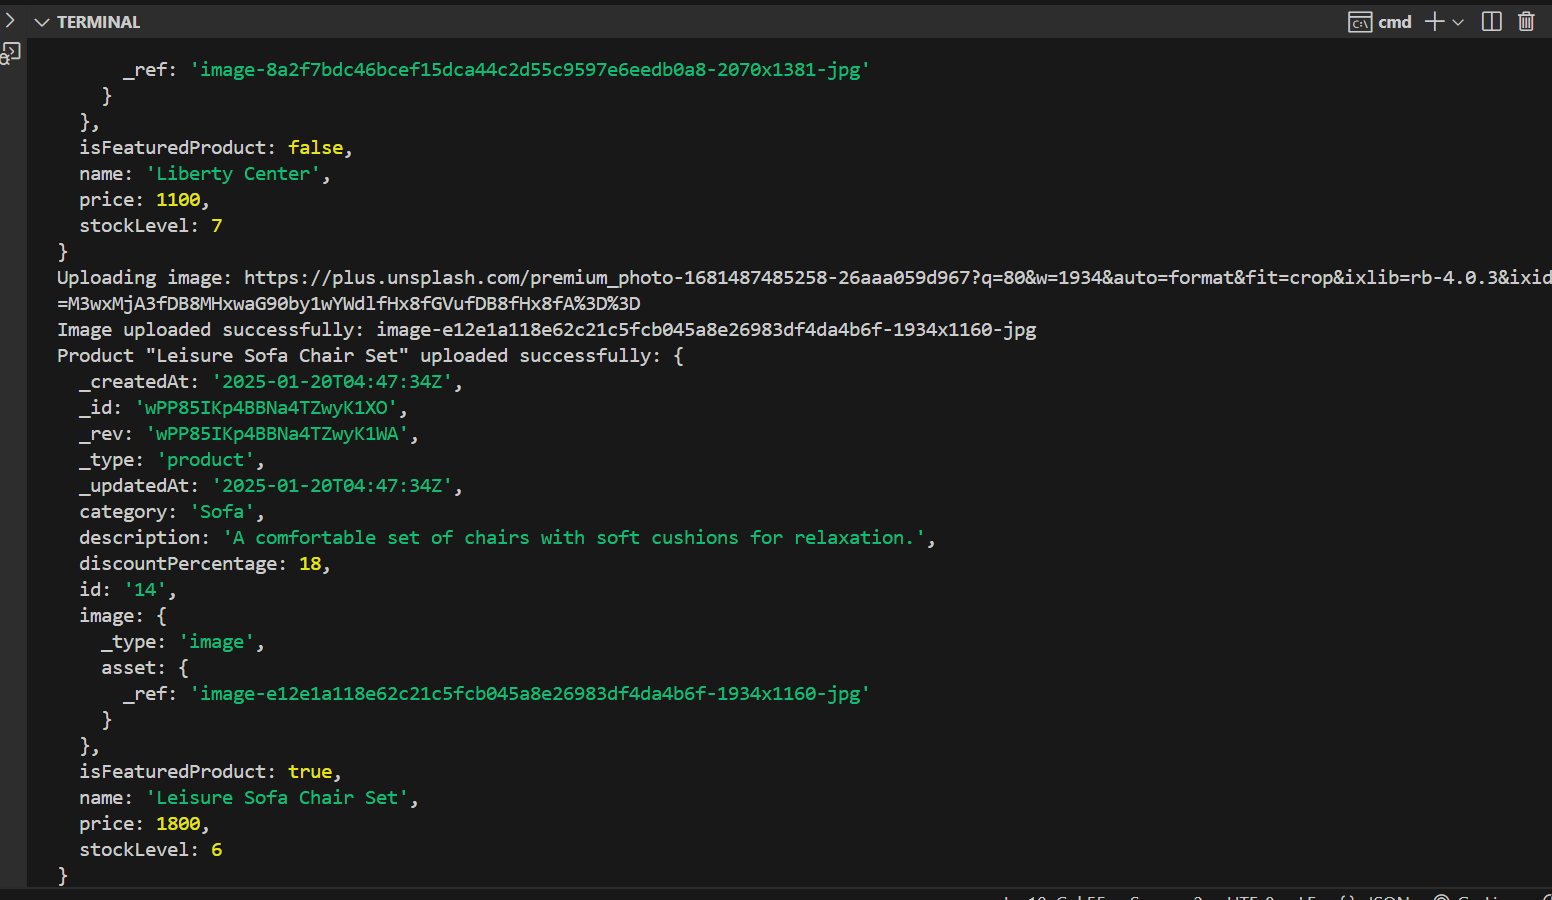 TERMINAL
cmd
_ref: 'image-8a2f7bdc46bcef15dca44c2d55c9597e6eedb0a8-2070x1381-jpg'
}
},
isFeaturedProduct: false,
name: 'Liberty Center',
price: 1100,
stockLevel: 7
}
Uploading image: https://plus.unsplash.com/premium_photo-1681487485258-26aaa059d967?q=80&w=1934&auto=format&fit=crop&ixlib=rb-4.0.3&ixid
=M3wxMjA3fDB8MHxwaG90by1wYWdlfHx8fGVufDB8fHx8fA%3D%3D
Image uploaded successfully: image-e12e1a118e62c21c5fcb045a8e26983df4da4b6f-1934x1160-jpg
Product "Leisure Sofa Chair Set" uploaded successfully: {
_createdAt: '2025-01-20T04:47:34Z',
_id: 'wPP85IKp4BBNa4TZwyK1XO',
_rev: 'wPP85IKp4BBNa4TZwyK1WA',
_type: 'product',
_updatedAt: '2025-01-20T04:47:34Z',
category: 'Sofa',
description: 'A comfortable set of chairs with soft cushions for relaxation.',
discountPercentage: 18,
id: '14',
image: {
_type: 'image',
asset: {
_ref: 'image-e12e1a118e62c21c5fcb045a8e26983df4da4b6f-1934x1160-jpg'
}
},
isFeaturedProduct: true,
name: 'Leisure Sofa Chair Set',
price: 1800,
stockLevel: 6
}